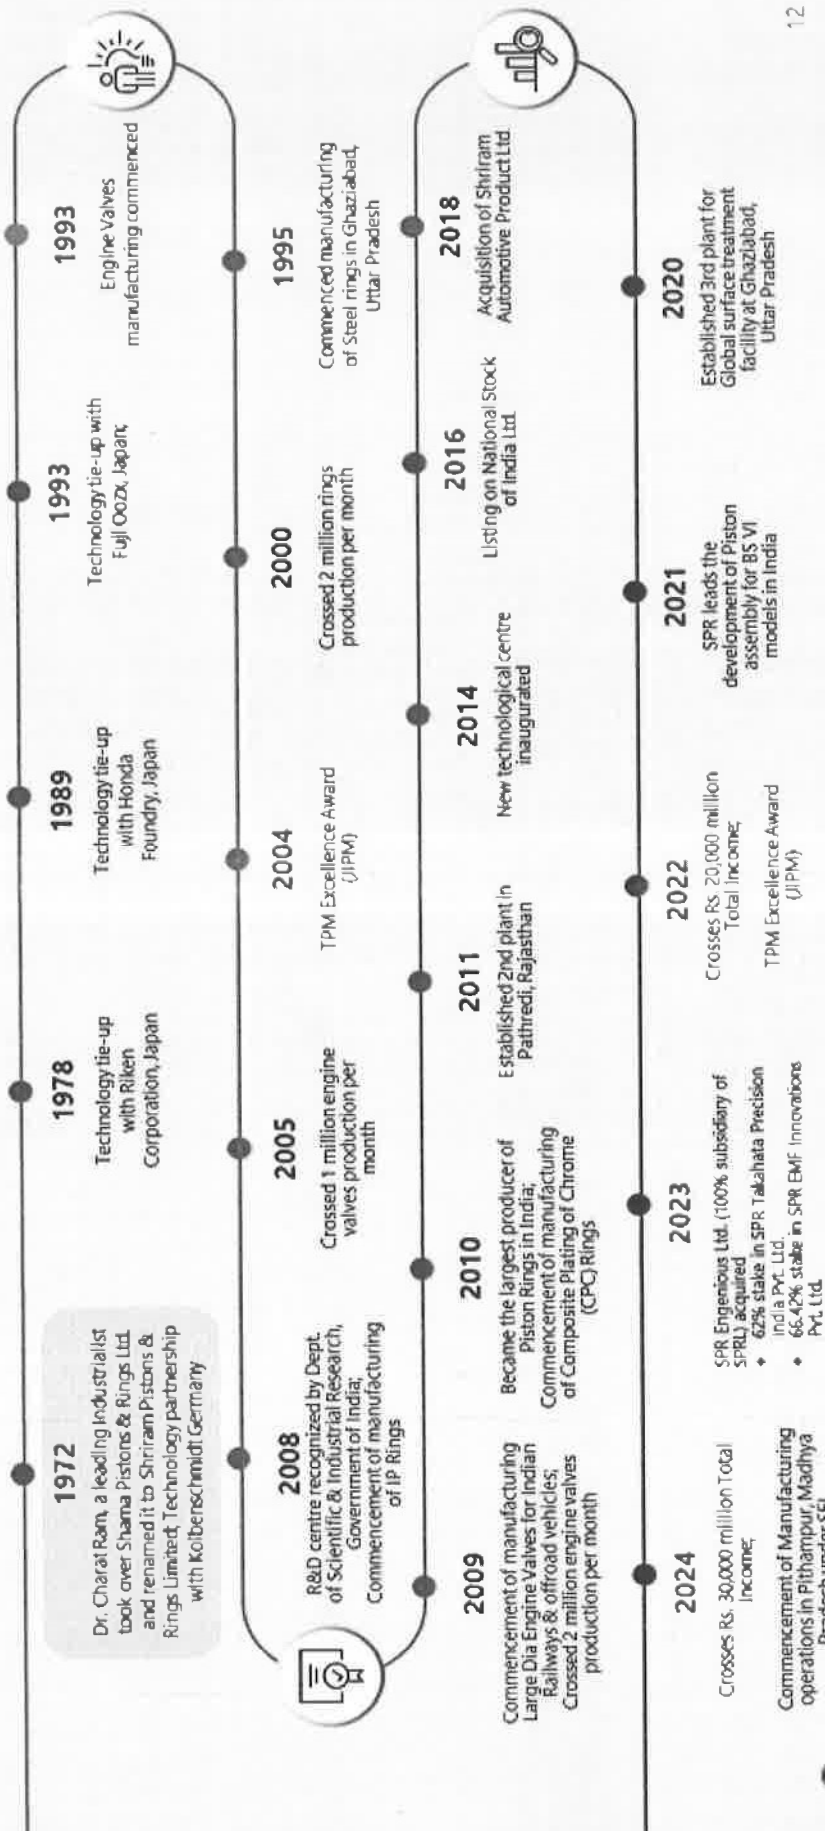 1972
Dr. Charat Ram, a leading Industrialist
took over Shama Pistons & Rings Ltd.
and renamed it to Shriram Pistons &
Rings Limited; Technology partnership
with Kolbenschmidt Germany
1978
Technology tie-up
with Riken
Corporation, Japan
1989
Technology tie-up
with Honda
Foundry, Japan
1993
Technology tie-up with
Fuji Oozx, Japan;
1993
Engine Valves
manufacturing commenced
1995
Commenced manufacturing
of Steel rings in Ghaziabad,
Uttar Pradesh
2000
Crossed 2 million rings
production per month
2004
TPM Excellence Award
(JIPM)
2005
Crossed 1 million engine
valves production per
month
2008
R&D centre recognized by Dept.
of Scientific & Industrial Research,
Government of India;
Commencement of manufacturing
of IP Rings
2009
Commencement of manufacturing
Large Dia Engine Valves for Indian
Railways & offroad vehicles;
Crossed 2 million engine valves
production per month
2010
Became the largest producer of
Piston Rings in India;
Commencement of manufacturing
of Composite Plating of Chrome
(CPC) Rings
2011
Established 2nd plant in
Pathredi, Rajasthan
2014
New technological centre
inaugurated
2016
Listing on National Stock
of India Ltd.
2018
Acquisition of Shriram
Automotive Product Ltd.
2020
Established 3rd plant for
Global surface treatment
facility at Ghaziabad,
Uttar Pradesh
2021
SPR leads the
development of Piston
assembly for BS VI
models in India
2022
Crosses Rs. 20,000 million
Total Income;
TPM Excellence Award
(JIPM)
2023
SPR Engenious Ltd. (100% subsidiary of
SPRL) acquired
• 62% stake in SPR Takahata Precision
India Pvt. Ltd.
• 66.42% stake in SPR EMF Innovations
Pvt. Ltd.
2024
Crosses Rs. 30,000 million Total
Income;
Commencement of Manufacturing
operations in Pithampur, Madhya
Pradesh under SEL
12